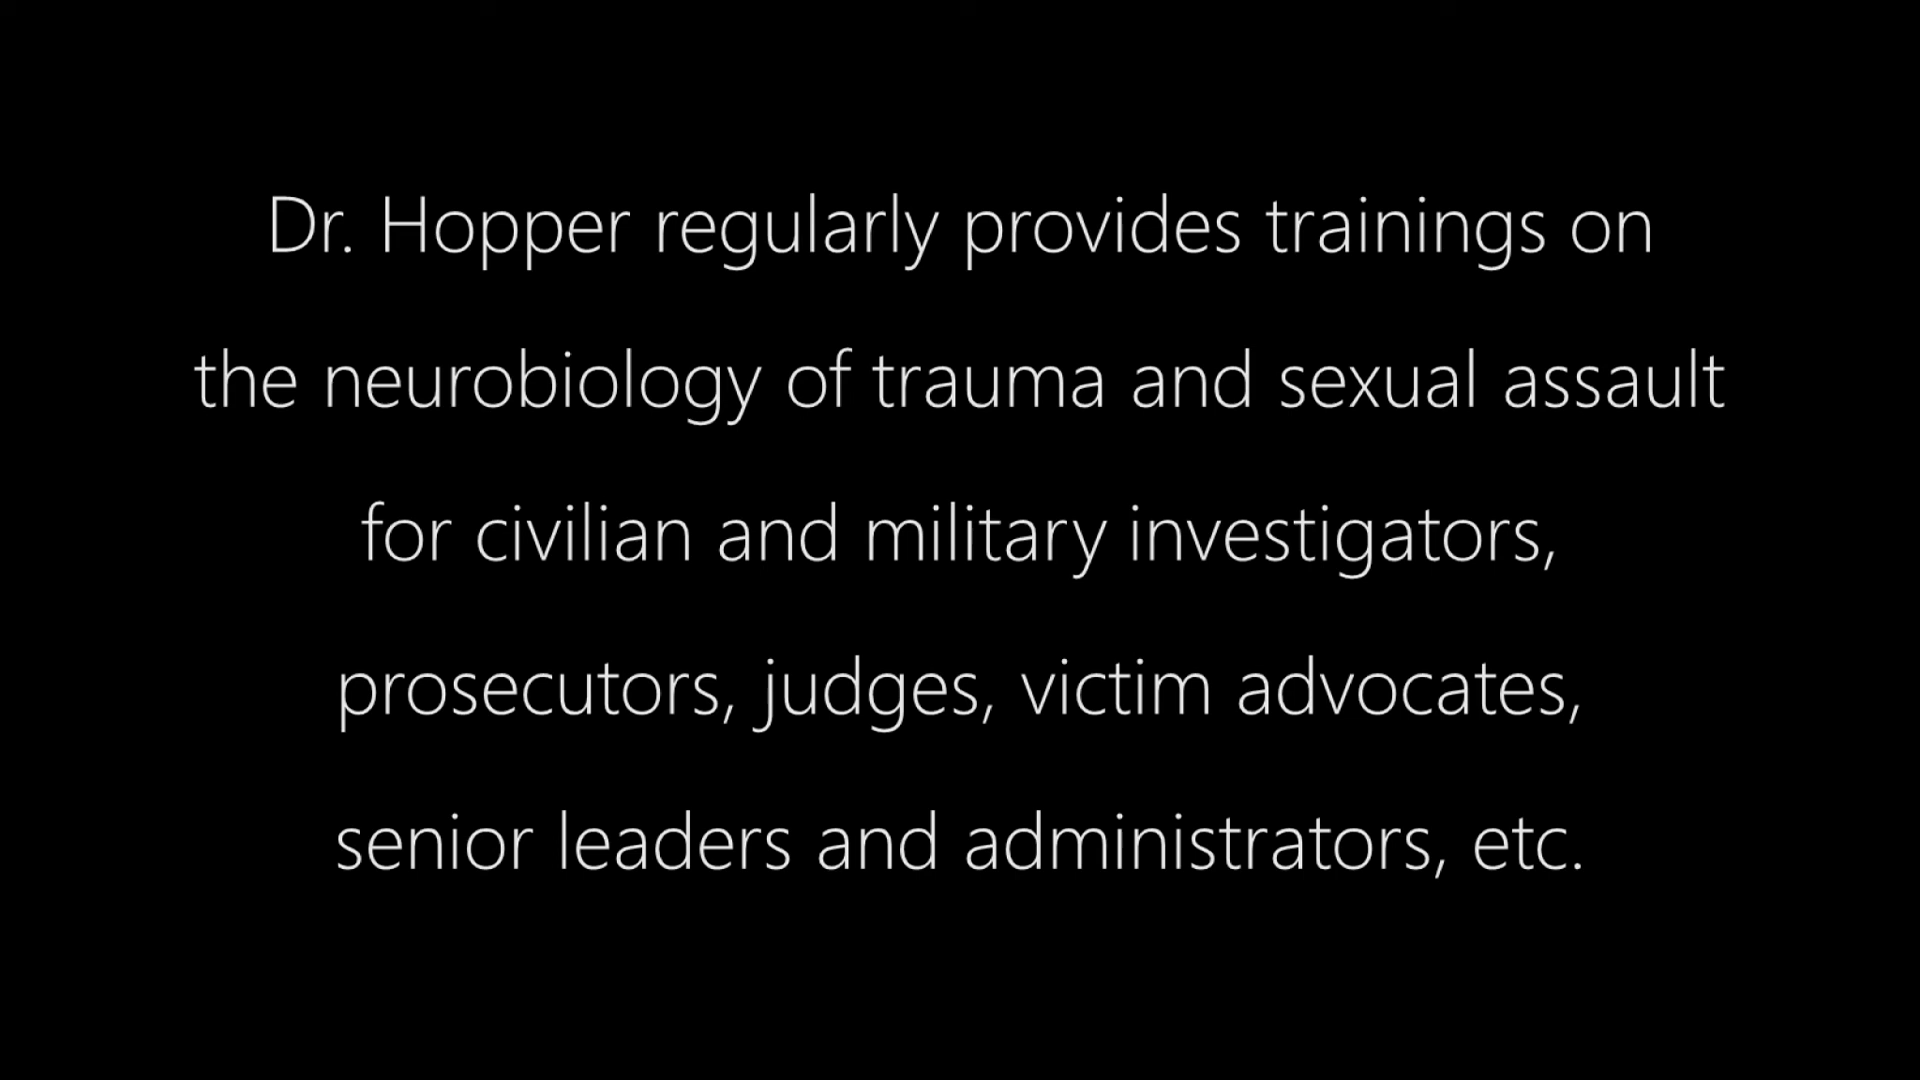 Dr. Hopper regularly provides trainings on
the neurobiology of trauma and sexual assault
for civilian and military investigators,
prosecutors, judges, victim advocates,
senior leaders and administrators, etc.